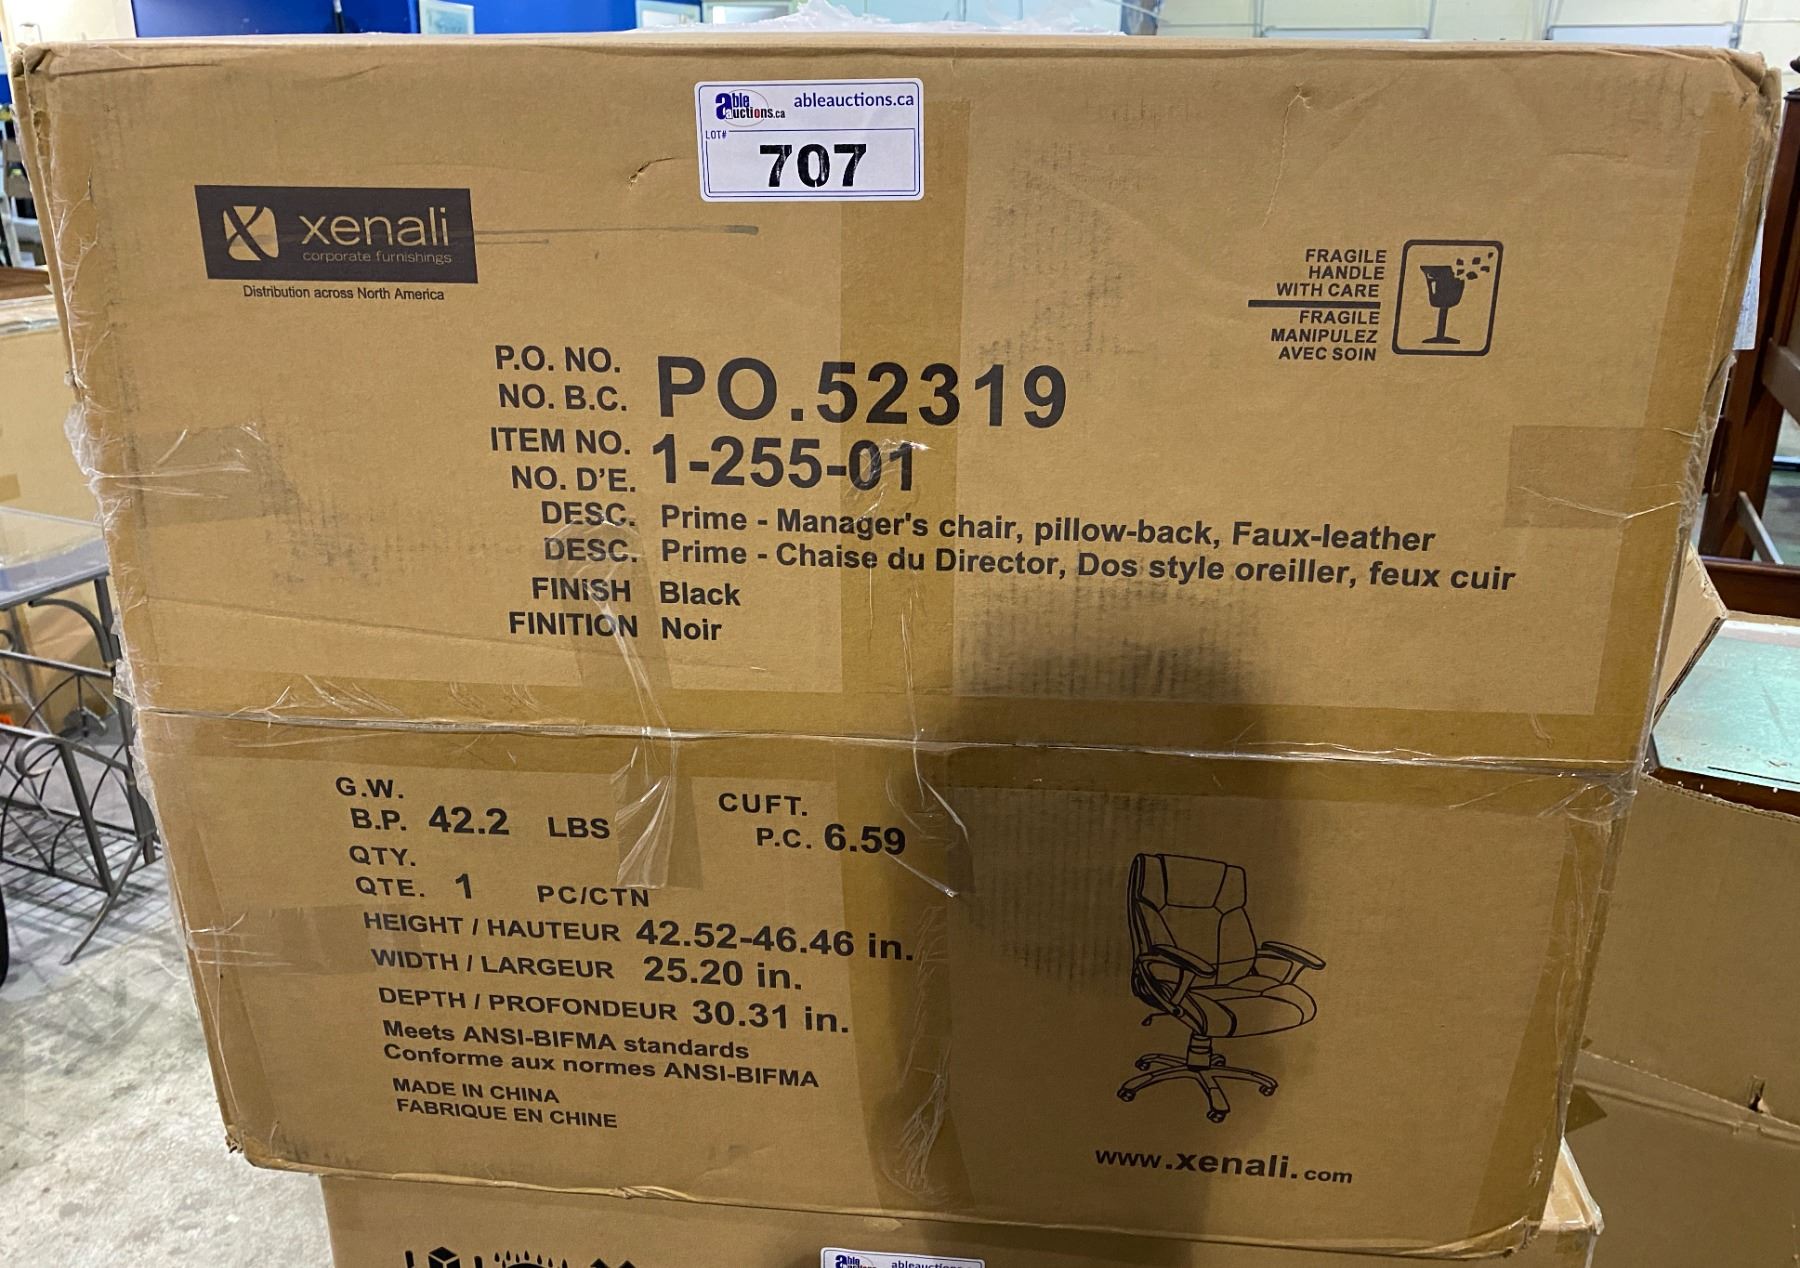 able auctions.ca ableauctions.ca
LOT# 707
xenali
corporate furnishings
Distribution across North America
FRAGILE
HANDLE
WITH CARE
FRAGILE
MANIPULEZ
AVEC SOIN
P.O. NO.
NO. B.C. PO.52319
ITEM NO.
NO. D'E. 1-255-01
DESC. Prime - Manager's chair, pillow-back, Faux-leather
DESC. Prime - Chaise du Director, Dos style oreiller, feux cuir
FINISH Black
FINITION Noir
G.W.
B.P. 42.2 LBS
CUFT.
P.C. 6.59
QTY.
QTE. 1 PC/CTN
HEIGHT / HAUTEUR 42.52-46.46 in.
WIDTH / LARGEUR 25.20 in.
DEPTH / PROFONDEUR 30.31 in.
Meets ANSI-BIFMA standards
Conforme aux normes ANSI-BIFMA
MADE IN CHINA
FABRIQUE EN CHINE
www.xenali.com
able